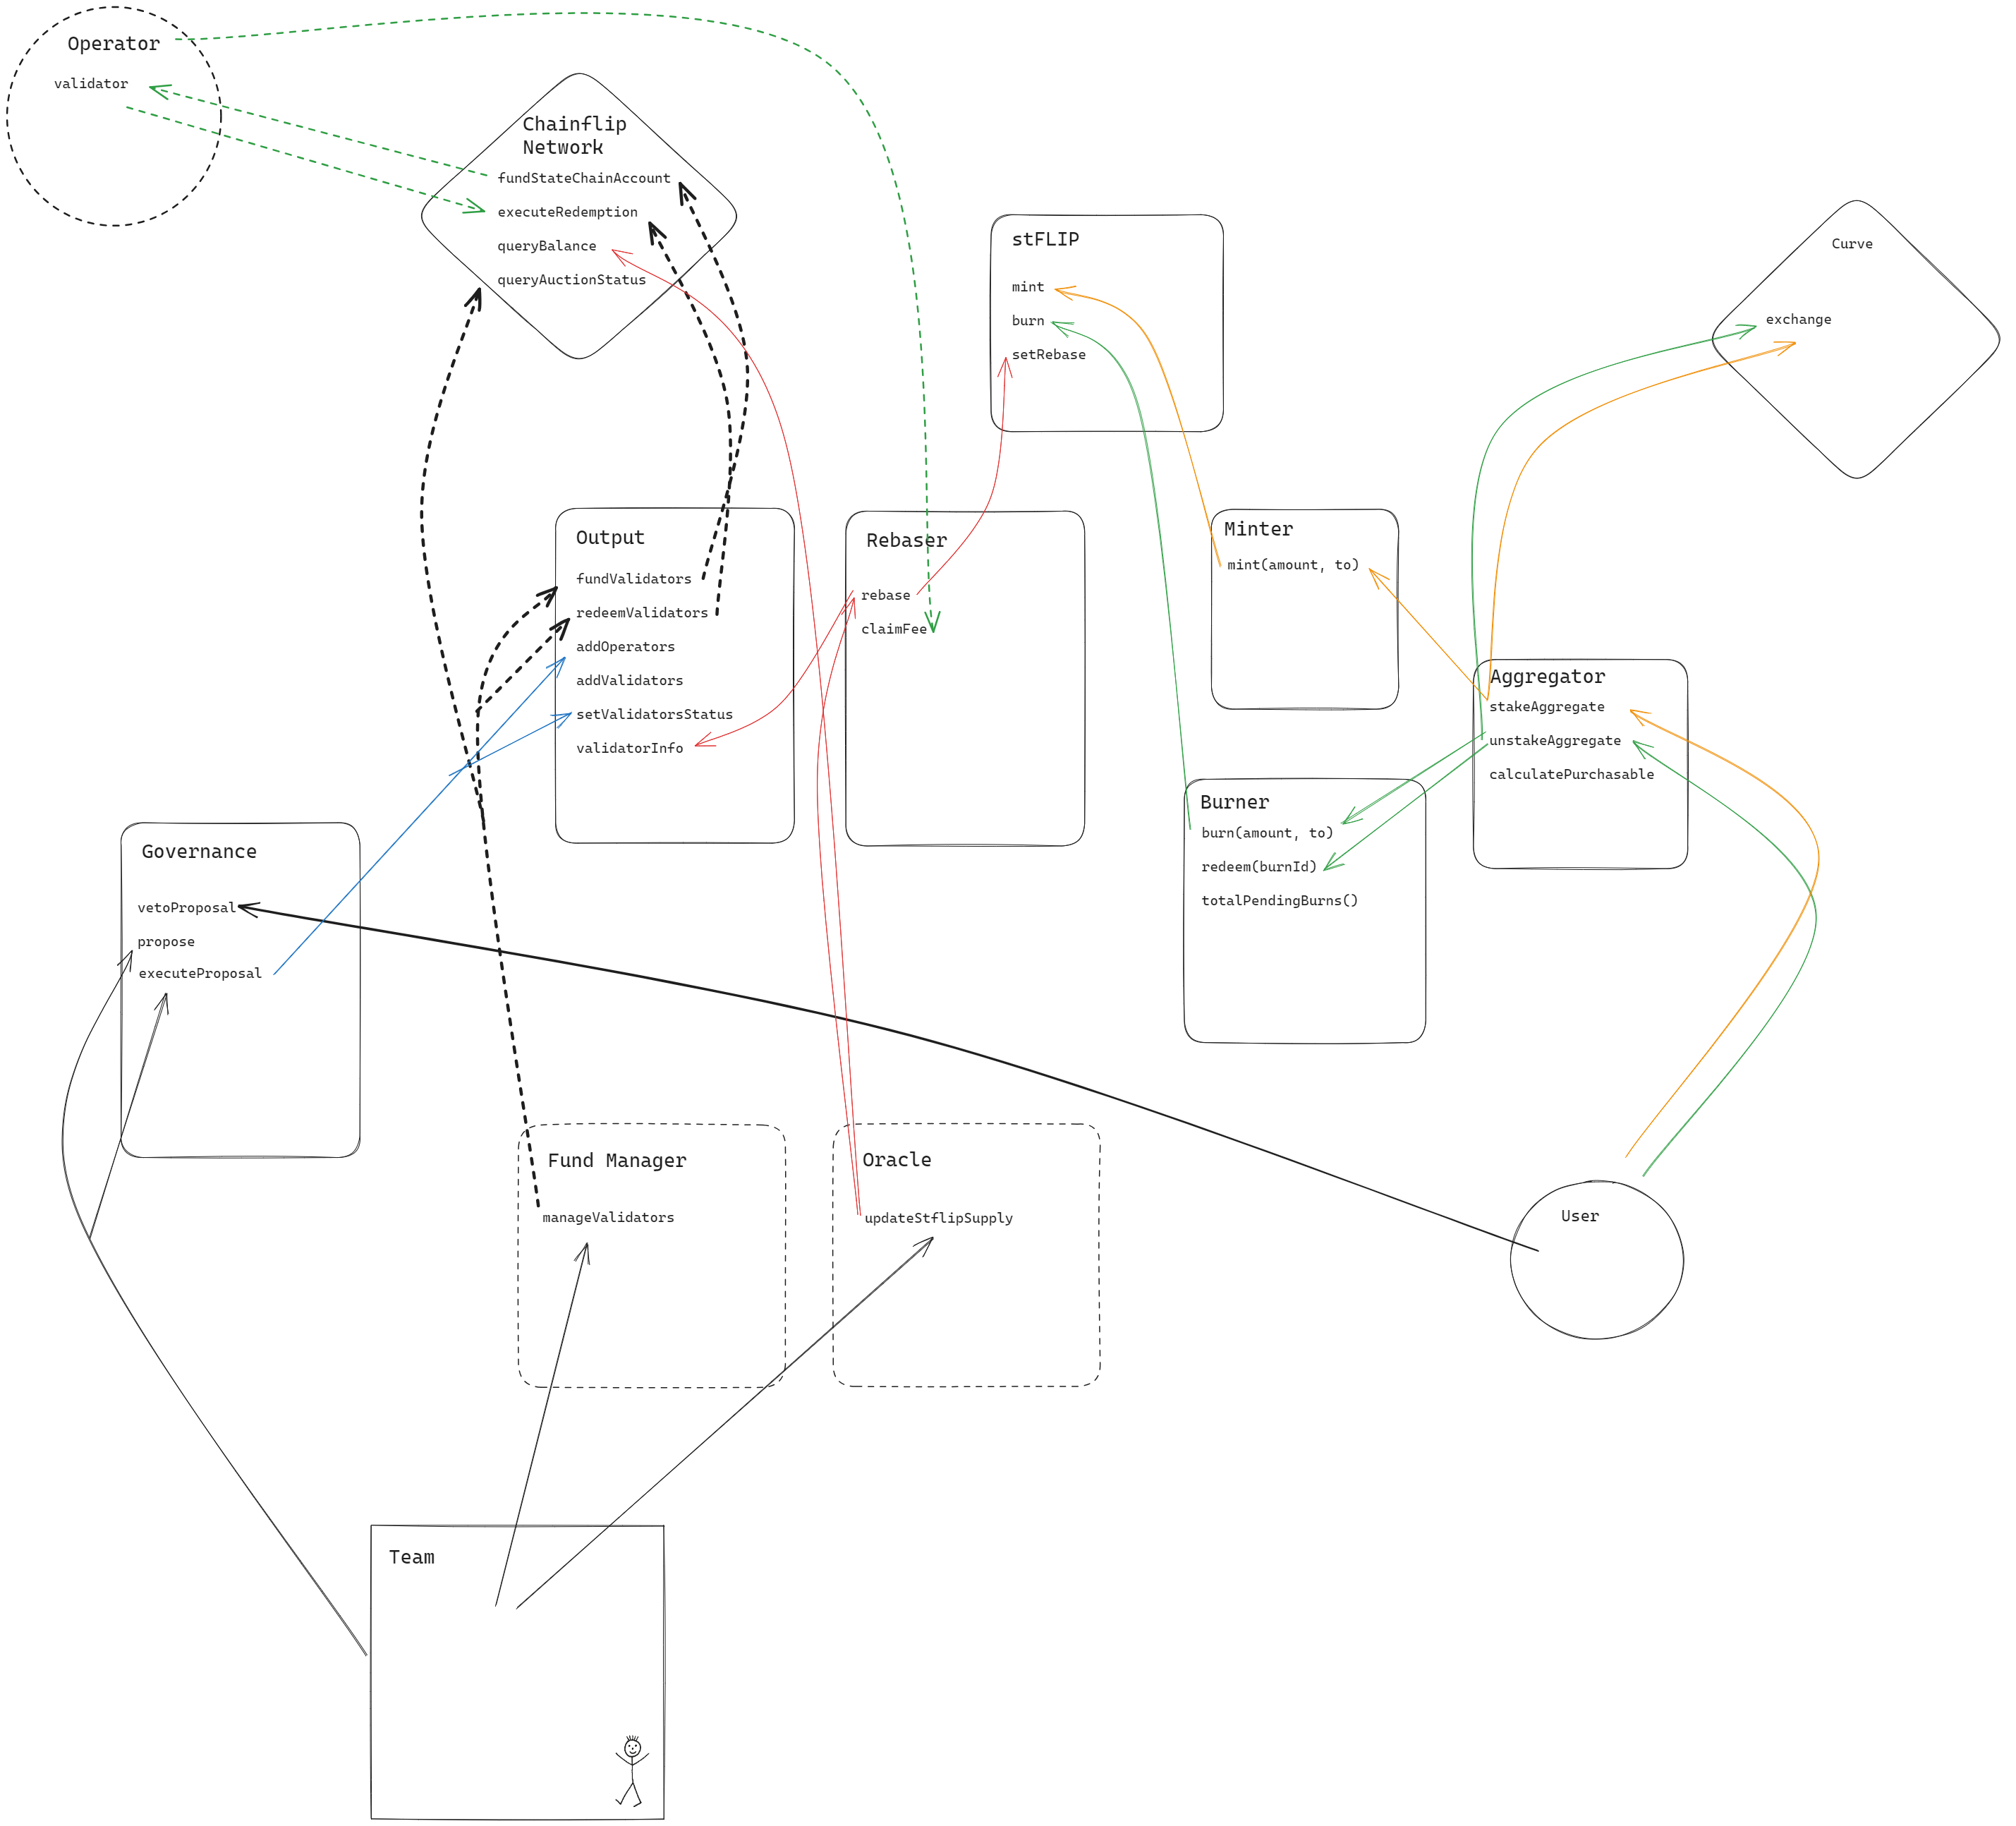 Operator
validator
Chainflip
Network
fundStateChainAccount
executeRedemption
queryBalance
queryAuctionStatus
stFLIP
mint
burn
setRebase
Curve
exchange
Output
fundValidators
redeemValidators
addOperators
addValidators
setValidatorsStatus
validatorInfo
Rebaser
rebase
claimFee
Minter
mint(amount, to)
Aggregator
stakeAggregate
unstakeAggregate
calculatePurchasable
Burner
burn(amount, to)
redeem(burnId)
totalPendingBurns()
Governance
vetoProposal
propose
executeProposal
Fund Manager
manageValidators
Oracle
updateStflipSupply
User
Team